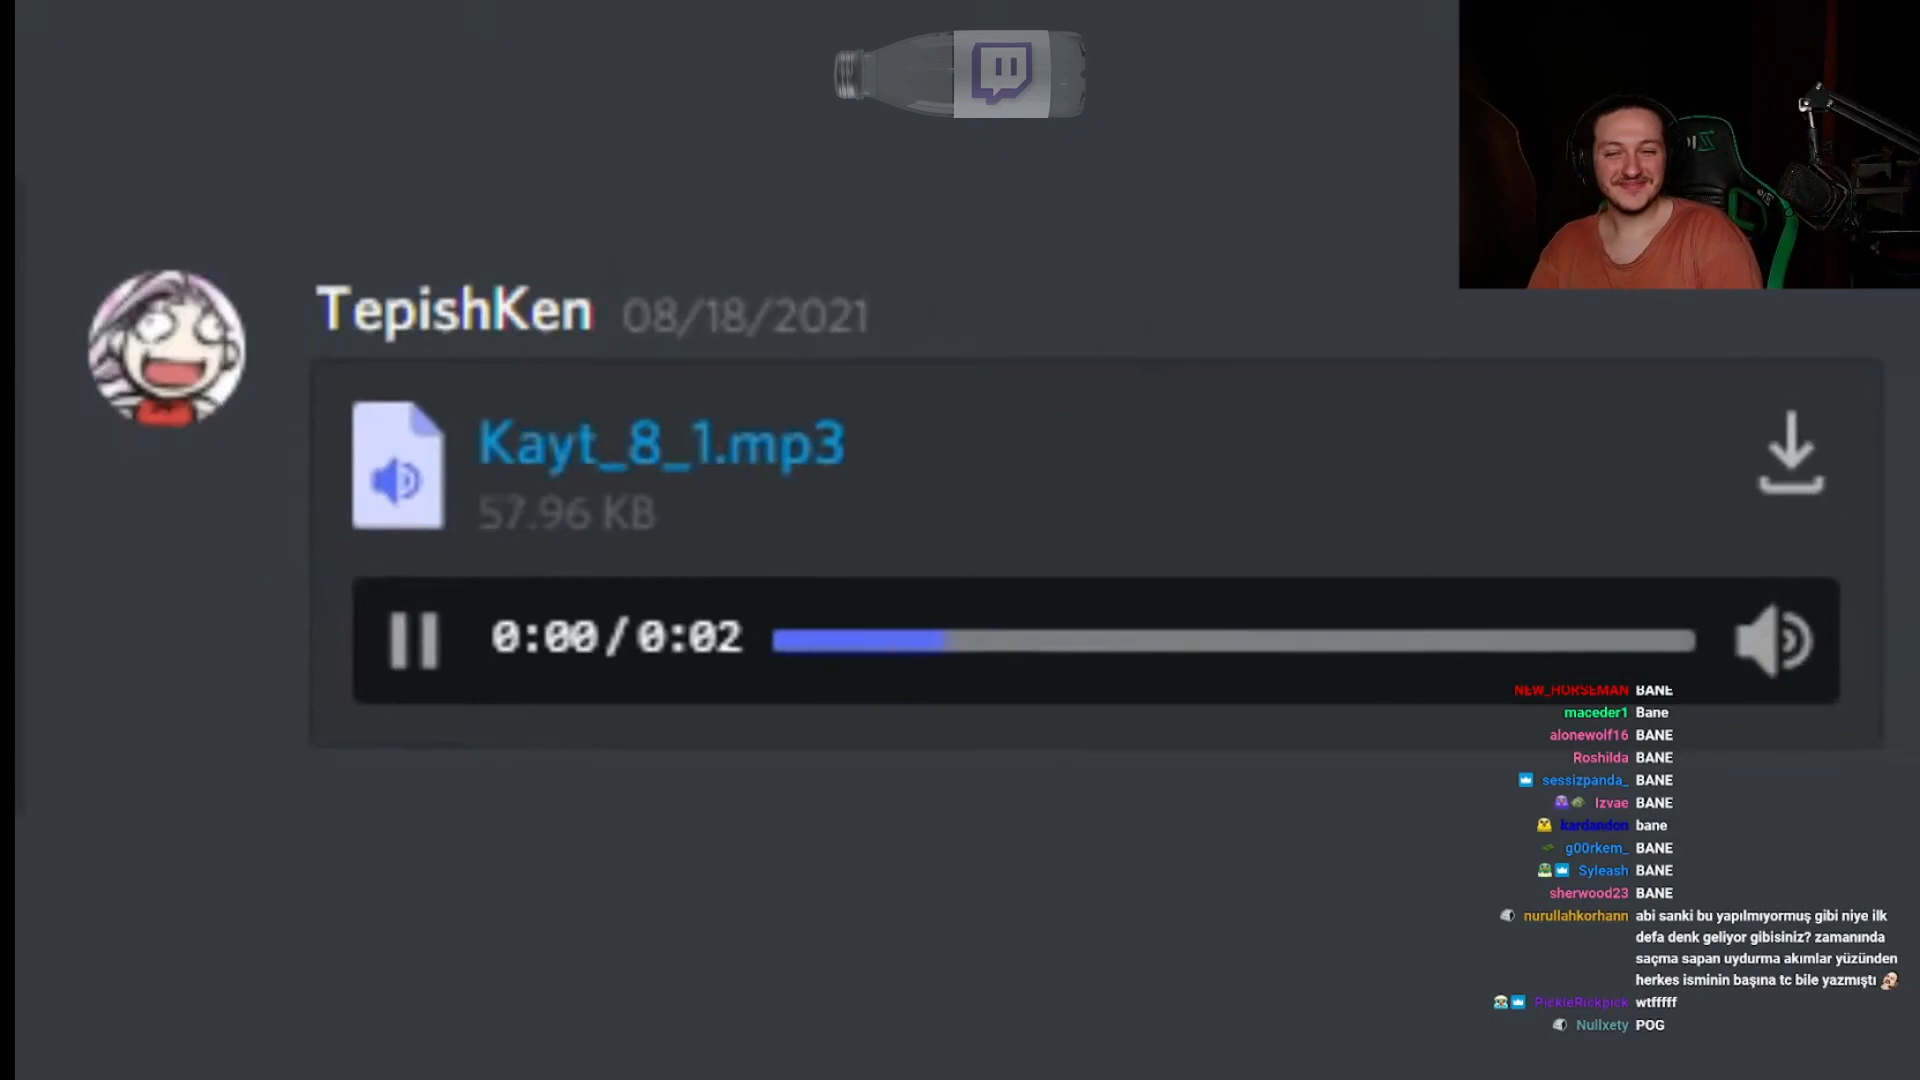 TepishKen 08/18/2021
Kayt_8_1.mp3
57.96 KB
0:00/0:02
NEW_HORSEMAN BANE
maceder1 Bane
alonewolf16 BANE
Roshilda BANE
sessizpanda_ BANE
Izvae BANE
kardandon bane
g00rkem_ BANE
Syleash BANE
sherwood23 BANE
nurullahkorhann abi sanki bu yapılmıyormuş gibi niye ilk
defa denk geliyor gibisiniz? zamanında
saçma sapan uydurma akımlar yüzünden
herkes isminin başına tc bile yazmıştı
PickleRickpick wtfffff
Nullxety POG